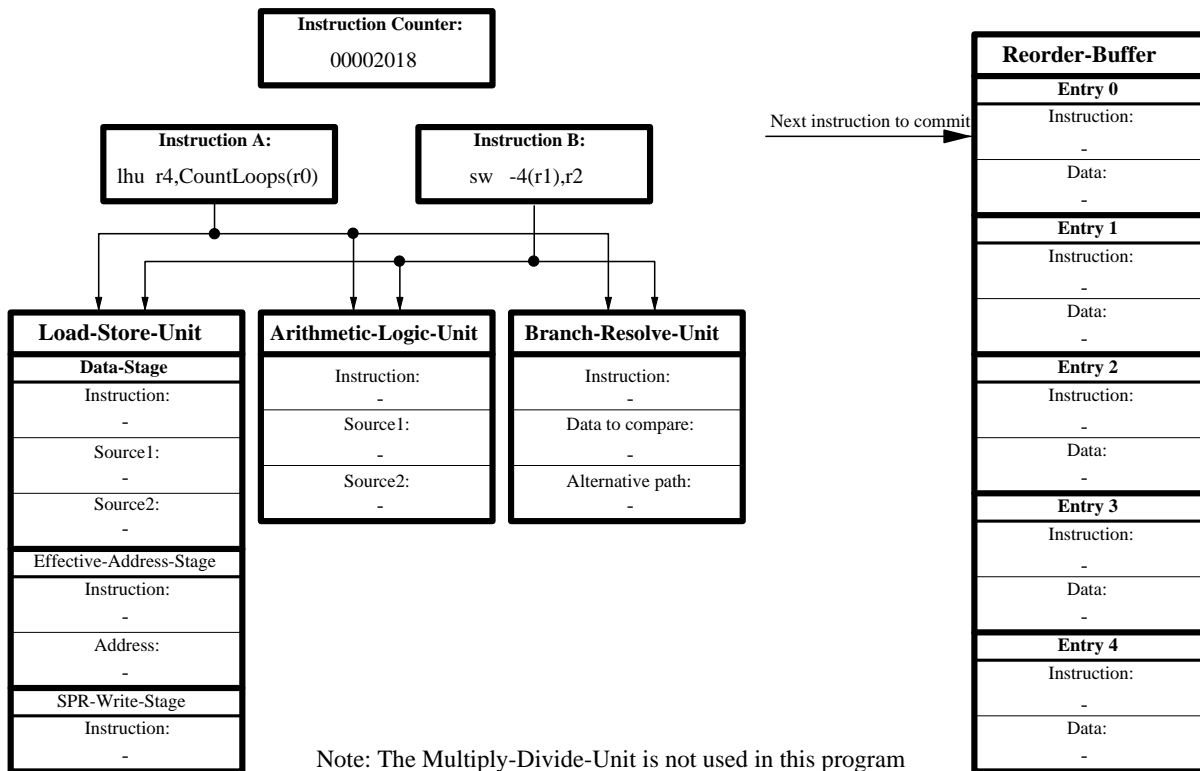 Instruction Counter:
00002018
Instruction A:
lhu r4,CountLoops(r0)
Instruction B:
sw -4(r1),r2
Next instruction to commit
Load-Store-Unit
Data-Stage
Instruction:
-
Source1:
-
Source2:
-
Effective-Address-Stage
Instruction:
-
Address:
-
SPR-Write-Stage
Instruction:
-
Arithmetic-Logic-Unit
Instruction:
-
Source1:
-
Source2:
-
Branch-Resolve-Unit
Instruction:
-
Data to compare:
-
Alternative path:
-
Reorder-Buffer
Entry 0
Instruction:
-
Data:
-
Entry 1
Instruction:
-
Data:
-
Entry 2
Instruction:
-
Data:
-
Entry 3
Instruction:
-
Data:
-
Entry 4
Instruction:
-
Data:
-
Note: The Multiply-Divide-Unit is not used in this program